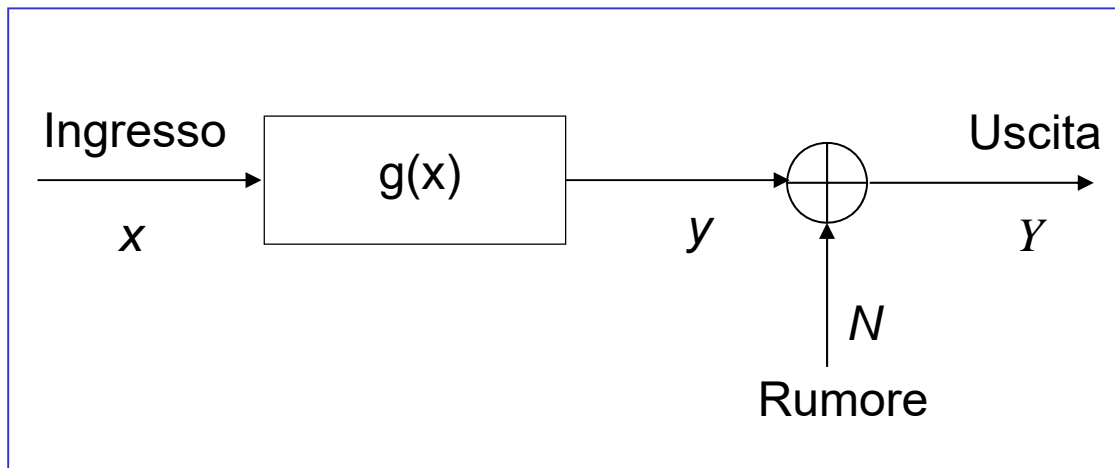 Ingresso
x
g(x)
y
Uscita
Y
N
Rumore